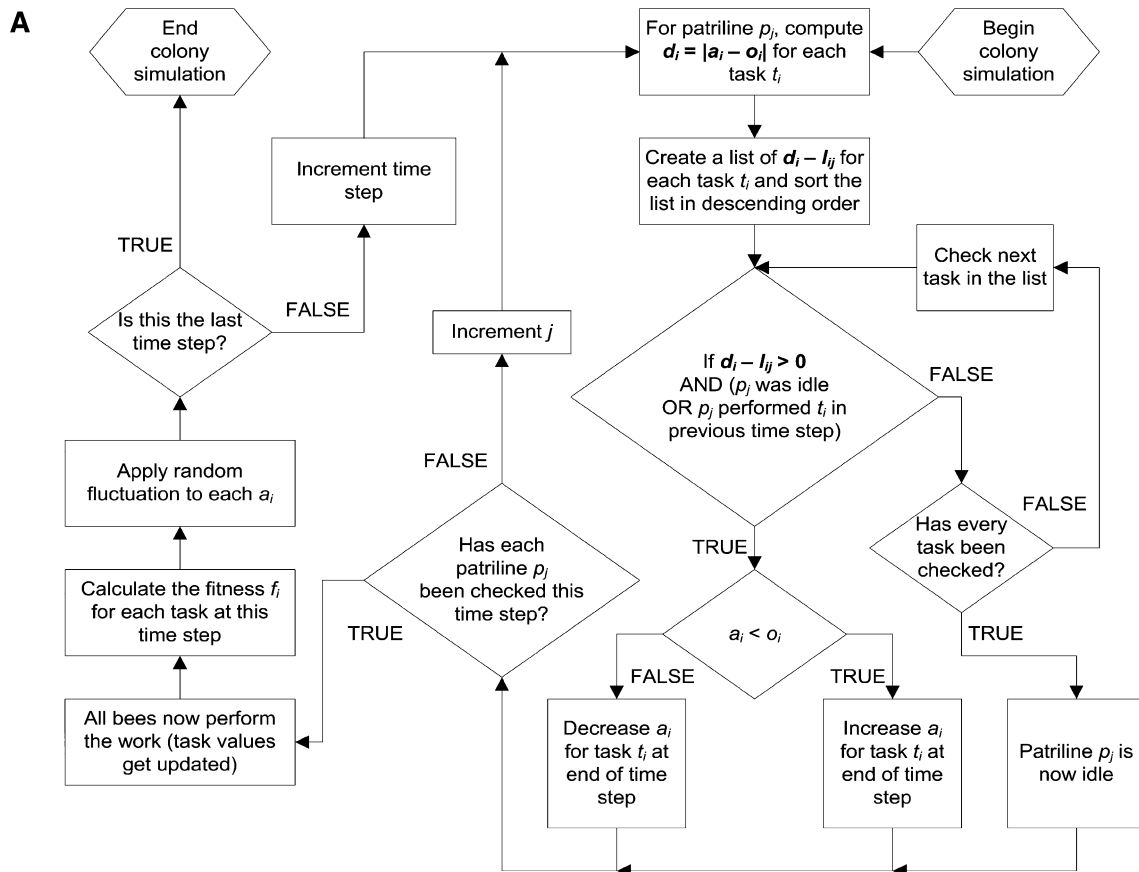 A
End
colony
simulation
For patriline pj, compute
di = |ai – oi| for each
task ti
Begin
colony
simulation
Increment time
step
Create a list of di – lij for
each task ti and sort the
list in descending order
TRUE
Check next
task in the list
Is this the last
time step?
FALSE
Increment j
If di – lij > 0
AND (pj was idle
OR pj performed ti in
previous time step)
FALSE
Apply random
fluctuation to each ai
FALSE
Has every
task been
checked?
FALSE
Has each
patriline pj
been checked this
time step?
TRUE
Calculate the fitness fi
for each task at this
time step
TRUE
ai < oi
TRUE
FALSE
TRUE
All bees now perform
the work (task values
get updated)
Decrease ai
for task ti at
end of time
step
Increase ai
for task ti at
end of time
step
Patriline pj is
now idle